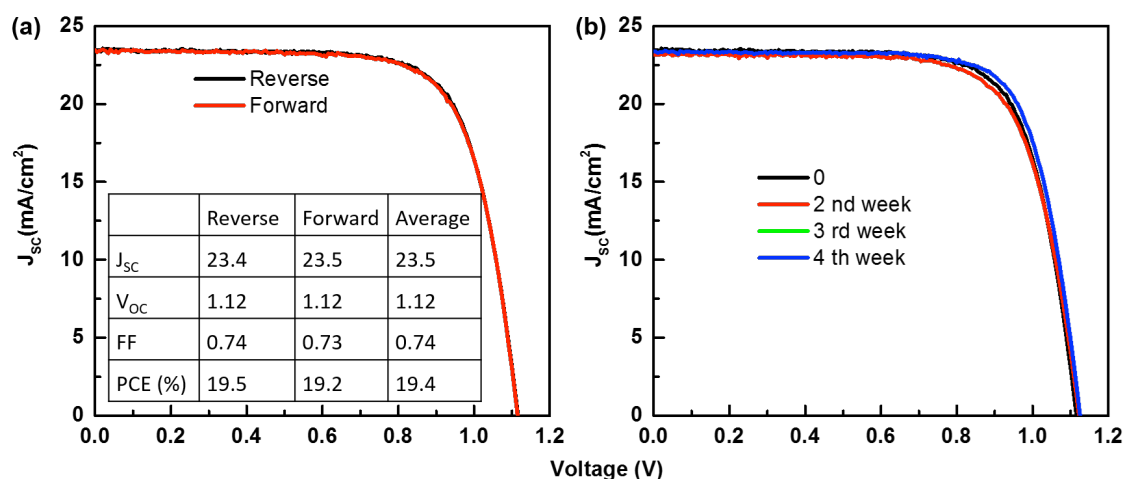 (a)
25
20
15
10
5
0
J_SC(mA/cm²)
Reverse
Forward
Reverse Forward Average
J_SC 23.4 23.5 23.5
V_OC 1.12 1.12 1.12
FF 0.74 0.73 0.74
PCE (%) 19.5 19.2 19.4
0.0 0.2 0.4 0.6 0.8 1.0 1.2
(b)
25
20
15
10
5
0
J_SC(mA/cm²)
0
2 nd week
3 rd week
4 th week
0.0 0.2 0.4 0.6 0.8 1.0 1.2
Voltage (V)